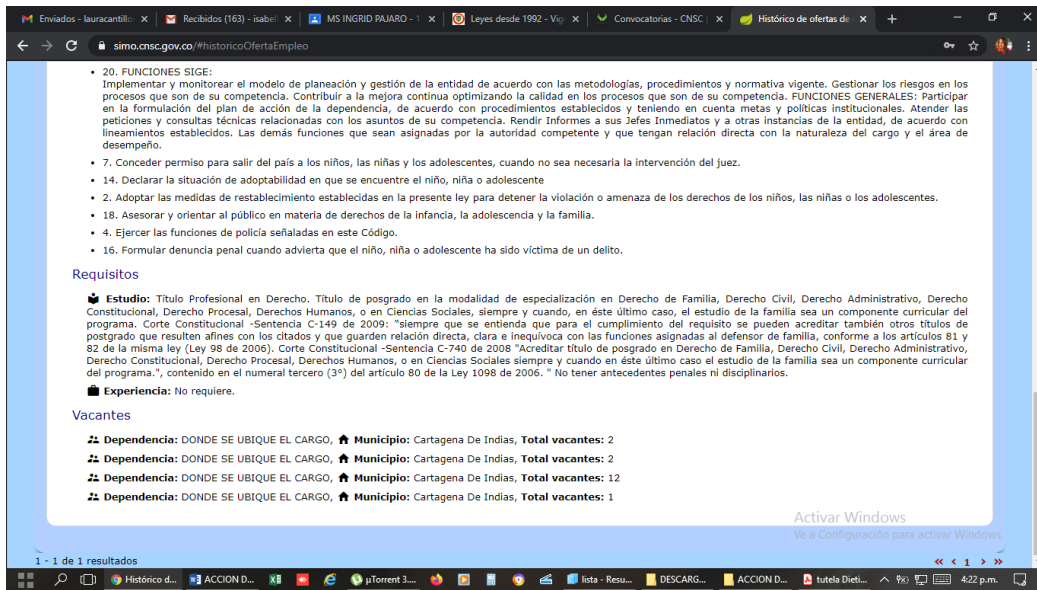 Enviados - lauracantillo
Recibidos (163) - isabel
MS INGRID PAJARO - 1
Leyes desde 1992 - Vig
Convocatorias - CNSC |
Histórico de ofertas de
simo.cnsc.gov.co/#historicoOfertaEmpleo
• 20. FUNCIONES SIGE:
Implementar y monitorear el modelo de planeación y gestión de la entidad de acuerdo con las metodologías, procedimientos y normativa vigente. Gestionar los riesgos en los
procesos que son de su competencia. Contribuir a la mejora continua optimizando la calidad en los procesos que son de su competencia. FUNCIONES GENERALES: Participar
en la formulación del plan de acción de la dependencia, de acuerdo con procedimientos establecidos y teniendo en cuenta metas y políticas institucionales. Atender las
peticiones y consultas técnicas relacionadas con los asuntos de su competencia. Rendir Informes a sus Jefes Inmediatos y a otras instancias de la entidad, de acuerdo con
lineamientos establecidos. Las demás funciones que sean asignadas por la autoridad competente y que tengan relación directa con la naturaleza del cargo y el área de
desempeño.
• 7. Conceder permiso para salir del país a los niños, las niñas y los adolescentes, cuando no sea necesaria la intervención del juez.
• 14. Declarar la situación de adoptabilidad en que se encuentre el niño, niña o adolescente
• 2. Adoptar las medidas de restablecimiento establecidas en la presente ley para detener la violación o amenaza de los derechos de los niños, las niñas o los adolescentes.
• 18. Asesorar y orientar al público en materia de derechos de la infancia, la adolescencia y la familia.
• 4. Ejercer las funciones de policía señaladas en este Código.
• 16. Formular denuncia penal cuando advierta que el niño, niña o adolescente ha sido víctima de un delito.
Requisitos
Estudio: Título Profesional en Derecho. Título de posgrado en la modalidad de especialización en Derecho de Familia, Derecho Civil, Derecho Administrativo, Derecho
Constitucional, Derecho Procesal, Derechos Humanos, o en Ciencias Sociales, siempre y cuando, en éste último caso, el estudio de la familia sea un componente curricular del
programa. Corte Constitucional -Sentencia C-149 de 2009: "siempre que se entienda que para el cumplimiento del requisito se pueden acreditar también otros títulos de
postgrado que resulten afines con los citados y que guarden relación directa, clara e inequívoca con las funciones asignadas al defensor de familia, conforme a los artículos 81 y
82 de la misma ley (Ley 98 de 2006). Corte Constitucional -Sentencia C-740 de 2008 "Acreditar título de posgrado en Derecho de Familia, Derecho Civil, Derecho Administrativo,
Derecho Constitucional, Derecho Procesal, Derechos Humanos, o en Ciencias Sociales siempre y cuando en éste último caso el estudio de la familia sea un componente curricular
del programa.", contenido en el numeral tercero (3°) del artículo 80 de la Ley 1098 de 2006. " No tener antecedentes penales ni disciplinarios.
Experiencia: No requiere.
Vacantes
Dependencia: DONDE SE UBIQUE EL CARGO, Municipio: Cartagena De Indias, Total vacantes: 2
Dependencia: DONDE SE UBIQUE EL CARGO, Municipio: Cartagena De Indias, Total vacantes: 2
Dependencia: DONDE SE UBIQUE EL CARGO, Municipio: Cartagena De Indias, Total vacantes: 12
Dependencia: DONDE SE UBIQUE EL CARGO, Municipio: Cartagena De Indias, Total vacantes: 1
Activar Windows
Ve a Configuración para activar Windows.
1 - 1 de 1 resultados
« ‹ 1 › »
Histórico d...
ACCION D...
µTorrent 3....
lista - Resu...
DESCARG...
ACCION D...
tutela Dieti...
4:22 p.m.